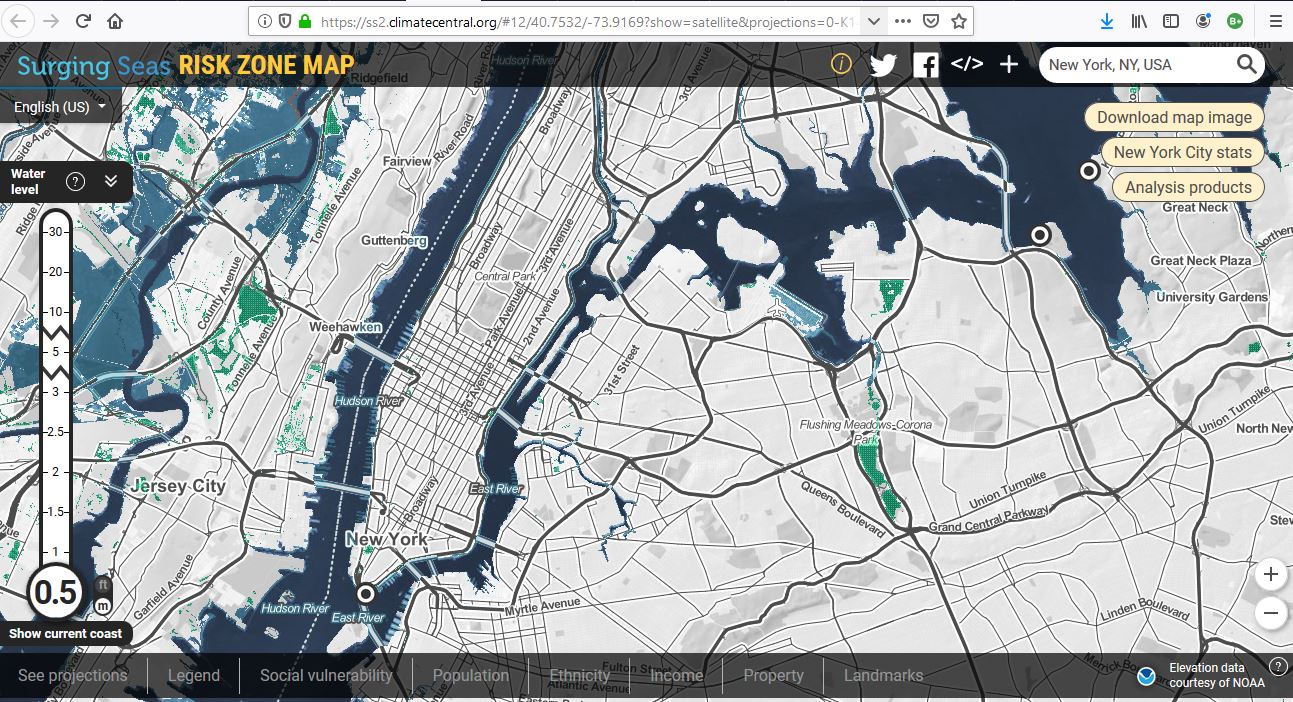 https://ss2.climatecentral.org/#12/40.7532/-73.9169?show=satellite&projections=0-K1-
B+
Surging Seas RISK ZONE MAP
</>
New York, NY, USA
English (US)
Download map image
New York City stats
Analysis products
Water
level
?
30
20
10
5
3
2.5
2
1.5
1
0.5
ft
m
Show current coast
Hudson River
Ridgefield
Broadway
3rd Avenue
River Road
Fairview
Tonnelle Avenue
Guttenberg
Broadway
3rd Avenue
Central Park
Park Avenue
2nd Avenue
County Avenue
Tonnelle Avenue
Weehawken
3rd Avenue
31st Street
Hudson River
Great Neck
Northern
Great Neck Plaza
University Gardens
Union Turnpike
North New
Flushing Meadows-Corona
Park
Jersey City
Broadway
East River
Queens Boulevard
Union Turnpike
Grand Central Parkway
New York
Garfield Avenue
Hudson River
East River
Myrtle Avenue
Linden Boulevard
Fulton Street
Atlantic Avenue
+
−
See projections
Legend
Social vulnerability
Population
Ethnicity
Income
Property
Landmarks
Elevation data
courtesy of NOAA
?